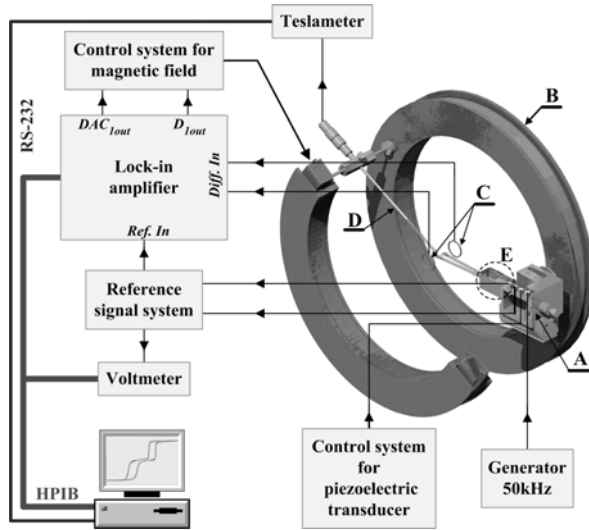 Teslameter
Control system for
magnetic field
RS-232
DAC1out
D1out
Lock-in
amplifier
Diff. In
Ref. In
Reference
signal system
Voltmeter
HPIB
B
C
D
E
A
Control system
for
piezoelectric
transducer
Generator
50kHz